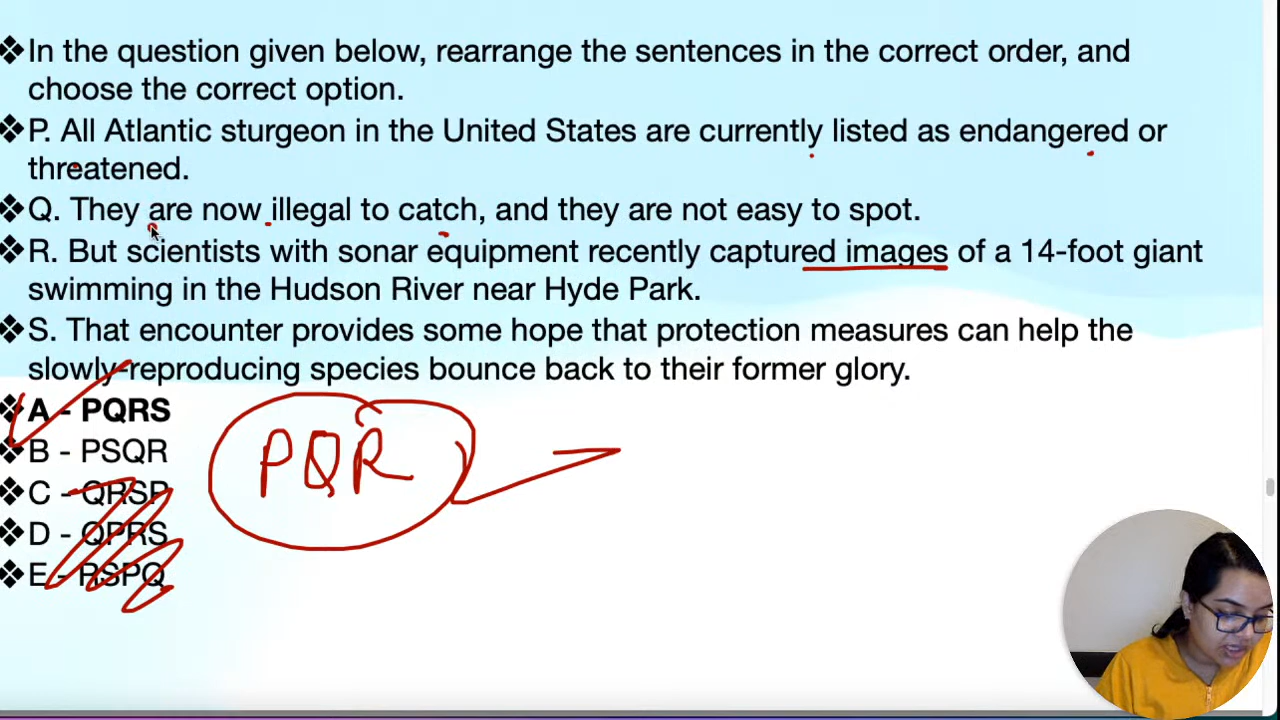 ❖ In the question given below, rearrange the sentences in the correct order, and
choose the correct option.
❖ P. All Atlantic sturgeon in the United States are currently listed as endangered or
threatened.
❖ Q. They are now illegal to catch, and they are not easy to spot.
❖ R. But scientists with sonar equipment recently captured images of a 14-foot giant
swimming in the Hudson River near Hyde Park.
❖ S. That encounter provides some hope that protection measures can help the
slowly-reproducing species bounce back to their former glory.
❖ A - PQRS
❖ B - PSQR
❖ C - QRSP
❖ D - QPRS
❖ E - RSPQ
PQR